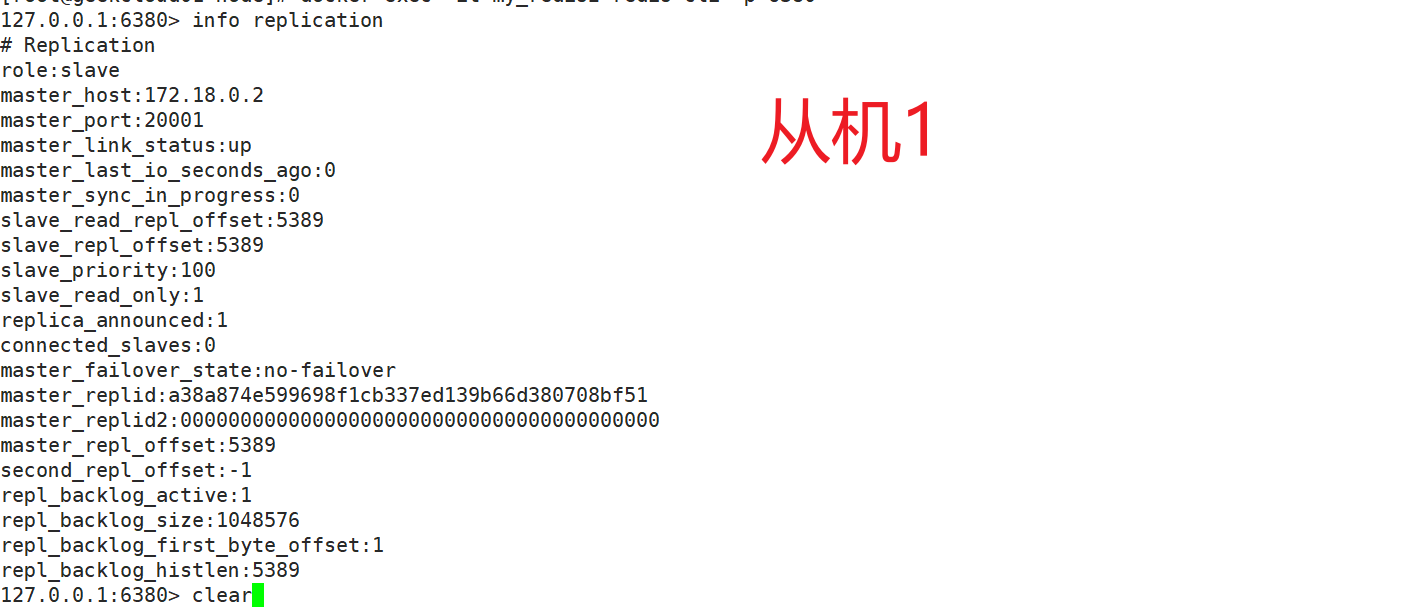 127.0.0.1:6380> info replication
# Replication
role:slave
master_host:172.18.0.2
master_port:20001
master_link_status:up
master_last_io_seconds_ago:0
master_sync_in_progress:0
slave_read_repl_offset:5389
slave_repl_offset:5389
slave_priority:100
slave_read_only:1
replica_announced:1
connected_slaves:0
master_failover_state:no-failover
master_replid:a38a874e599698f1cb337ed139b66d380708bf51
master_replid2:0000000000000000000000000000000000000000
master_repl_offset:5389
second_repl_offset:-1
repl_backlog_active:1
repl_backlog_size:1048576
repl_backlog_first_byte_offset:1
repl_backlog_histlen:5389
127.0.0.1:6380> clear
从机1